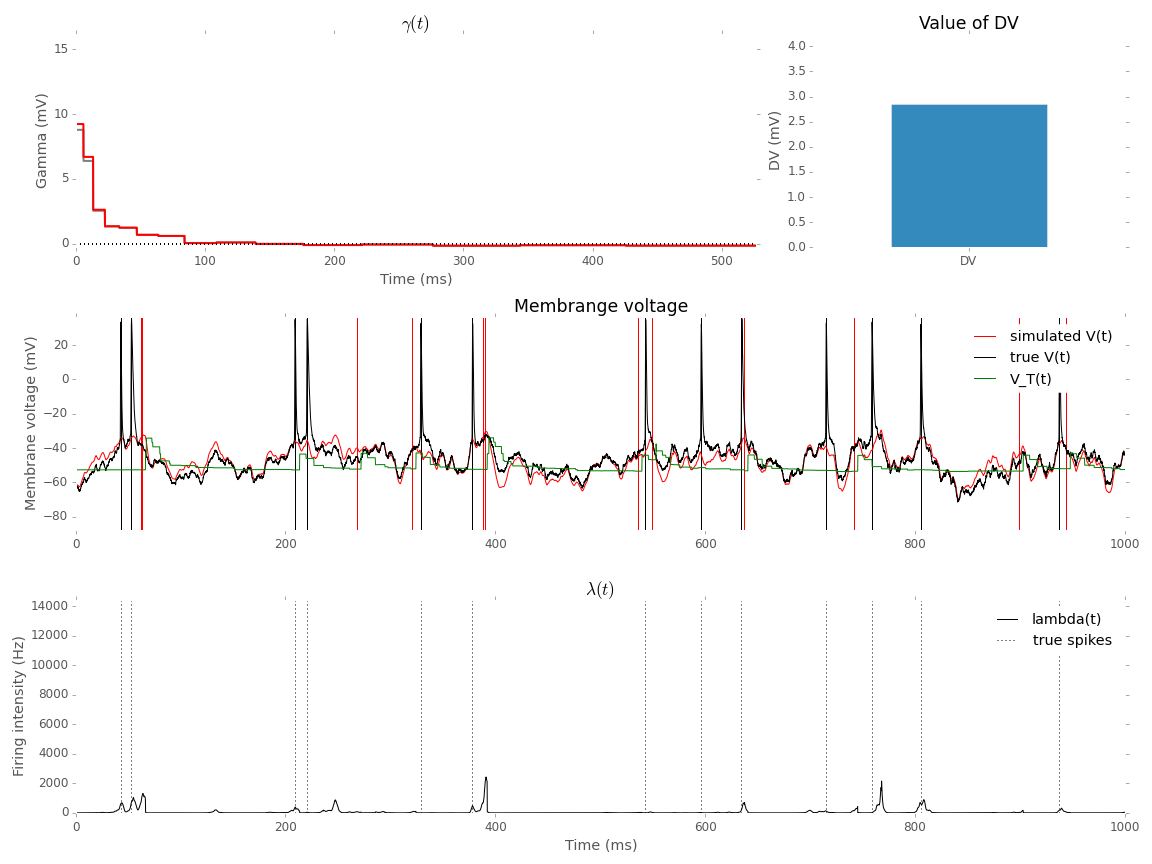 γ(t)
15
10
5
0
Gamma (mV)
0 100 200 300 400 500
Time (ms)
Value of DV
4.0
3.5
3.0
2.5
2.0
1.5
1.0
0.5
0.0
DV (mV)
DV
Membrange voltage
20
0
−20
−40
−60
−80
Membrane voltage (mV)
simulated V(t)
true V(t)
V_T(t)
0 200 400 600 800 1000
λ(t)
14000
12000
10000
8000
6000
4000
2000
0
Firing intensity (Hz)
lambda(t)
true spikes
0 200 400 600 800 1000
Time (ms)